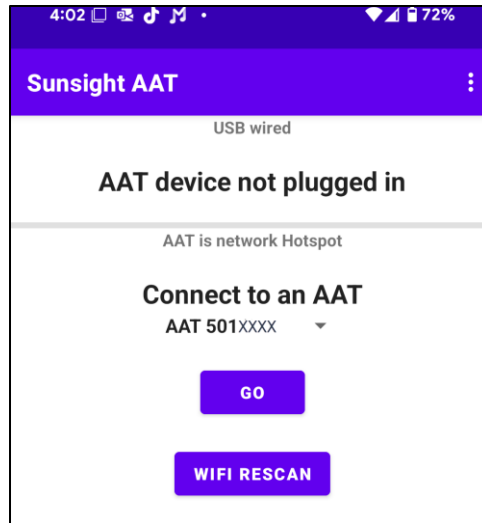 4:02 72%
Sunsight AAT
USB wired
AAT device not plugged in
AAT is network Hotspot
Connect to an AAT
AAT 501XXXX
GO
WIFI RESCAN